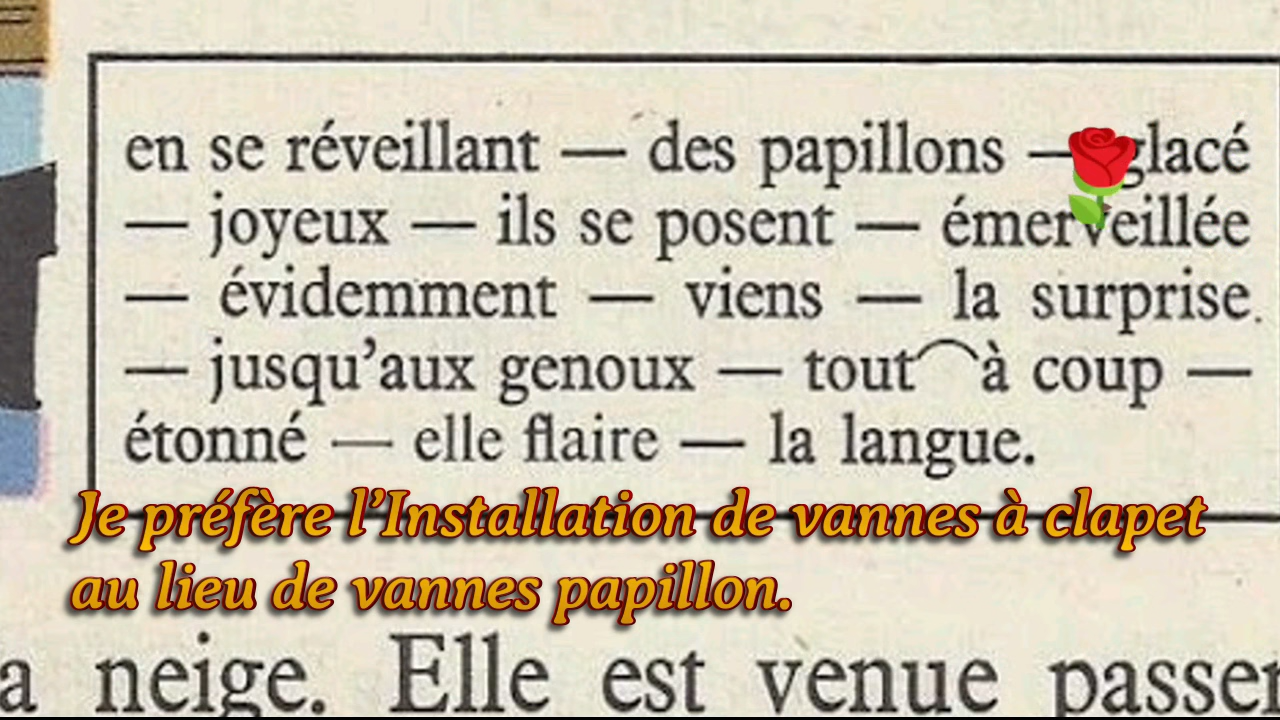 en se réveillant — des papillons — glacé
— joyeux — ils se posent — émerveillée
— évidemment — viens — la surprise
— jusqu’aux genoux — tout à coup —
étonné — elle flaire — la langue.
Je préfère l’Installation de vannes à clapet
au lieu de vannes papillon.
a neige. Elle est venue passer